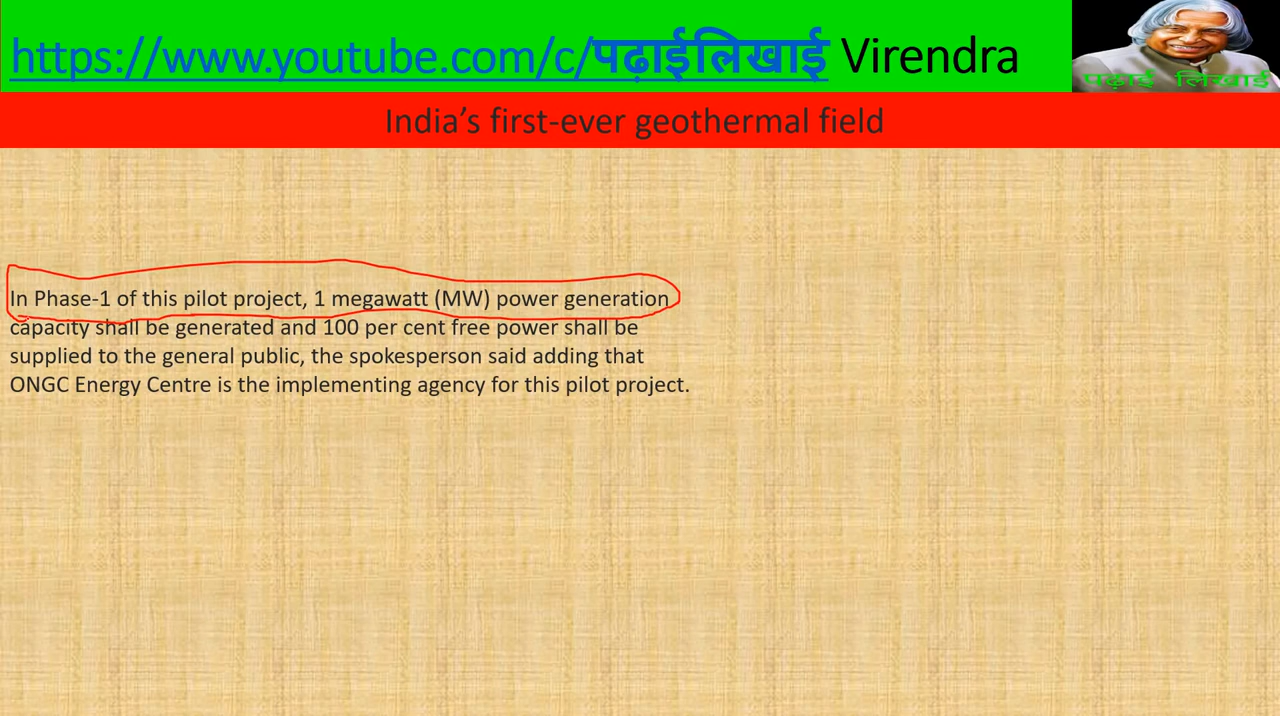 https://www.youtube.com/c/पढ़ाईलिखाई Virendra
पढ़ाई लिखाई
India’s first-ever geothermal field
In Phase-1 of this pilot project, 1 megawatt (MW) power generation
capacity shall be generated and 100 per cent free power shall be
supplied to the general public, the spokesperson said adding that
ONGC Energy Centre is the implementing agency for this pilot project.